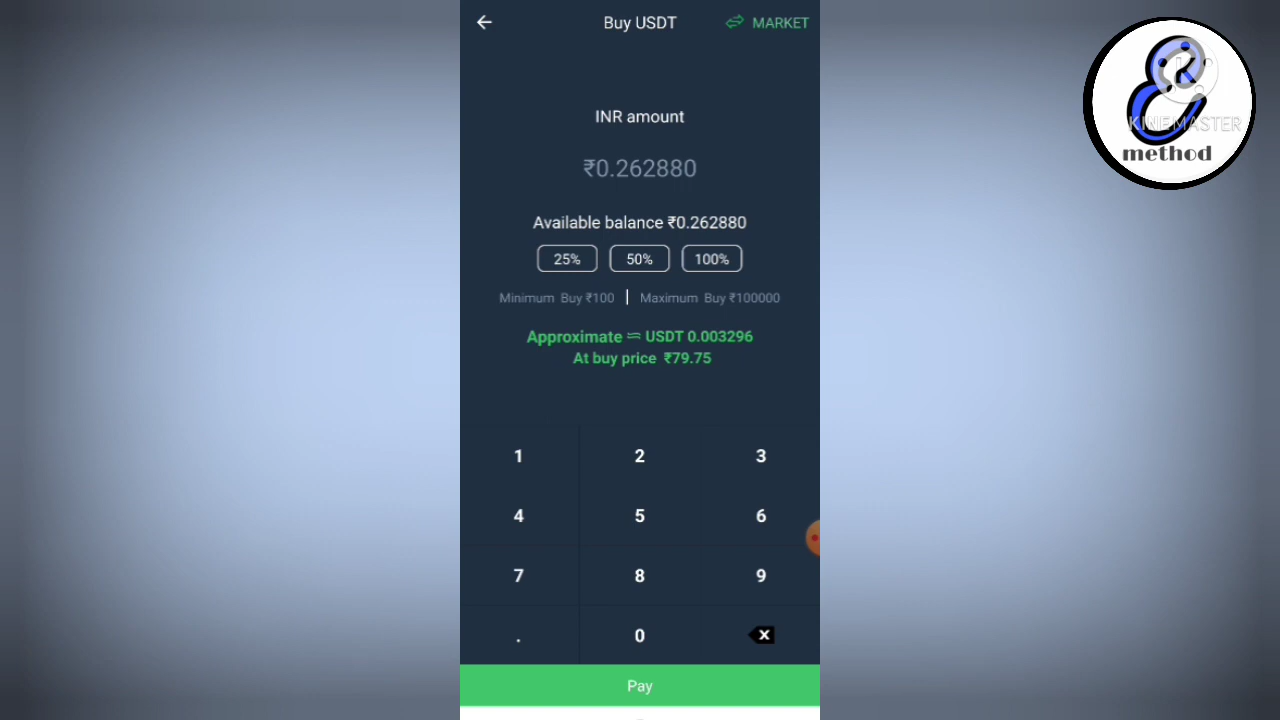 Buy USDT
MARKET
INR amount
₹0.262880
Available balance ₹0.262880
25% 50% 100%
Minimum Buy ₹100 | Maximum Buy ₹100000
Approximate ≈ USDT 0.003296
At buy price ₹79.75
1 2 3
4 5 6
7 8 9
. 0
Pay
KINEMASTER
method